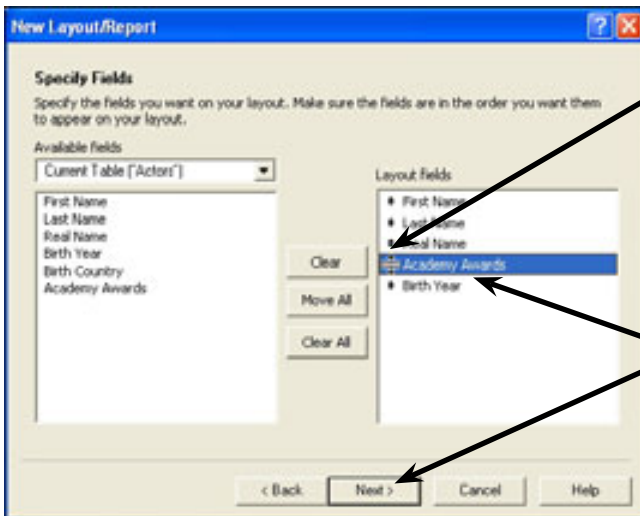 New Layout/Report
Specify Fields
Specify the fields you want on your layout. Make sure the fields are in the order you want them
to appear on your layout.
Available fields
Current Table ("Actors")
First Name
Last Name
Real Name
Birth Year
Birth Country
Academy Awards
Clear
Move All
Clear All
Layout fields
First Name
Last Name
Real Name
Academy Awards
Birth Year
< Back
Next >
Cancel
Help